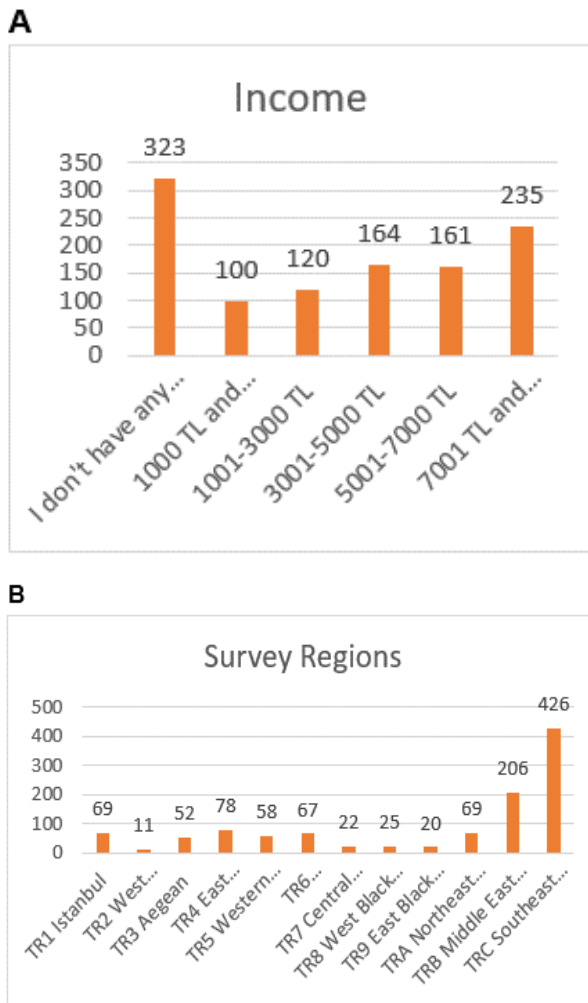 A
Income
350
323
300
250
235
200
164
161
150
120
100
100
50
0
I don't have any...
1000 TL and...
1001-3000 TL
3001-5000 TL
5001-7000 TL
7001 TL and...
B
Survey Regions
500
426
400
300
206
200
100
69
11
52
78
58
67
22
25
20
69
0
TR1 Istanbul
TR2 West...
TR3 Aegean
TR4 East...
TR5 Western...
TR6...
TR7 Central...
TR8 West Black...
TR9 East Black...
TRA Northeast...
TRB Middle East...
TRC Southeast...